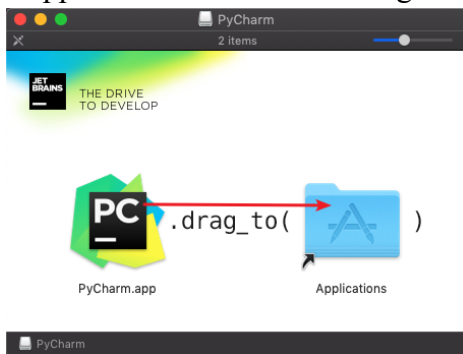 PyCharm
2 items
JET
BRAINS
THE DRIVE
TO DEVELOP
PC
.drag_to(
)
PyCharm.app
Applications
PyCharm